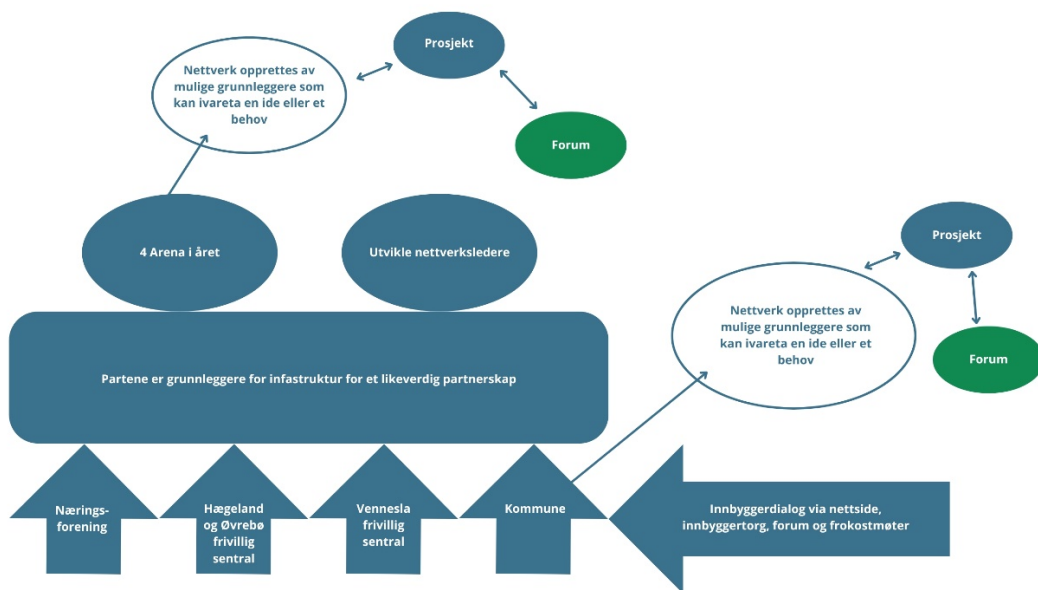 Prosjekt
Nettverk opprettes av
mulige grunnleggere som
kan ivareta en ide eller et
behov
Forum
4 Arena i året
Utvikle nettverksledere
Prosjekt
Nettverk opprettes av
mulige grunnleggere som
kan ivareta en ide eller et
behov
Forum
Partene er grunnleggere for infastruktur for et likeverdig partnerskap
Nærings-
forening
Hægeland
og Øvrebø
frivillig
sentral
Vennesla
frivillig
sentral
Kommune
Innbyggerdialog via nettside,
innbyggertorg, forum og frokostmøter